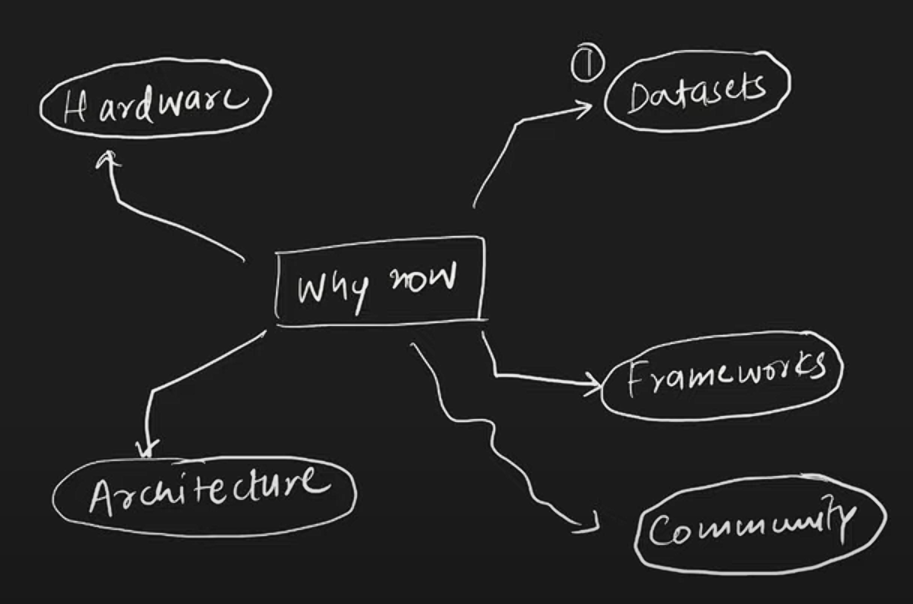 Hardware
①
Datasets
Why now
Frameworks
Architecture
Community